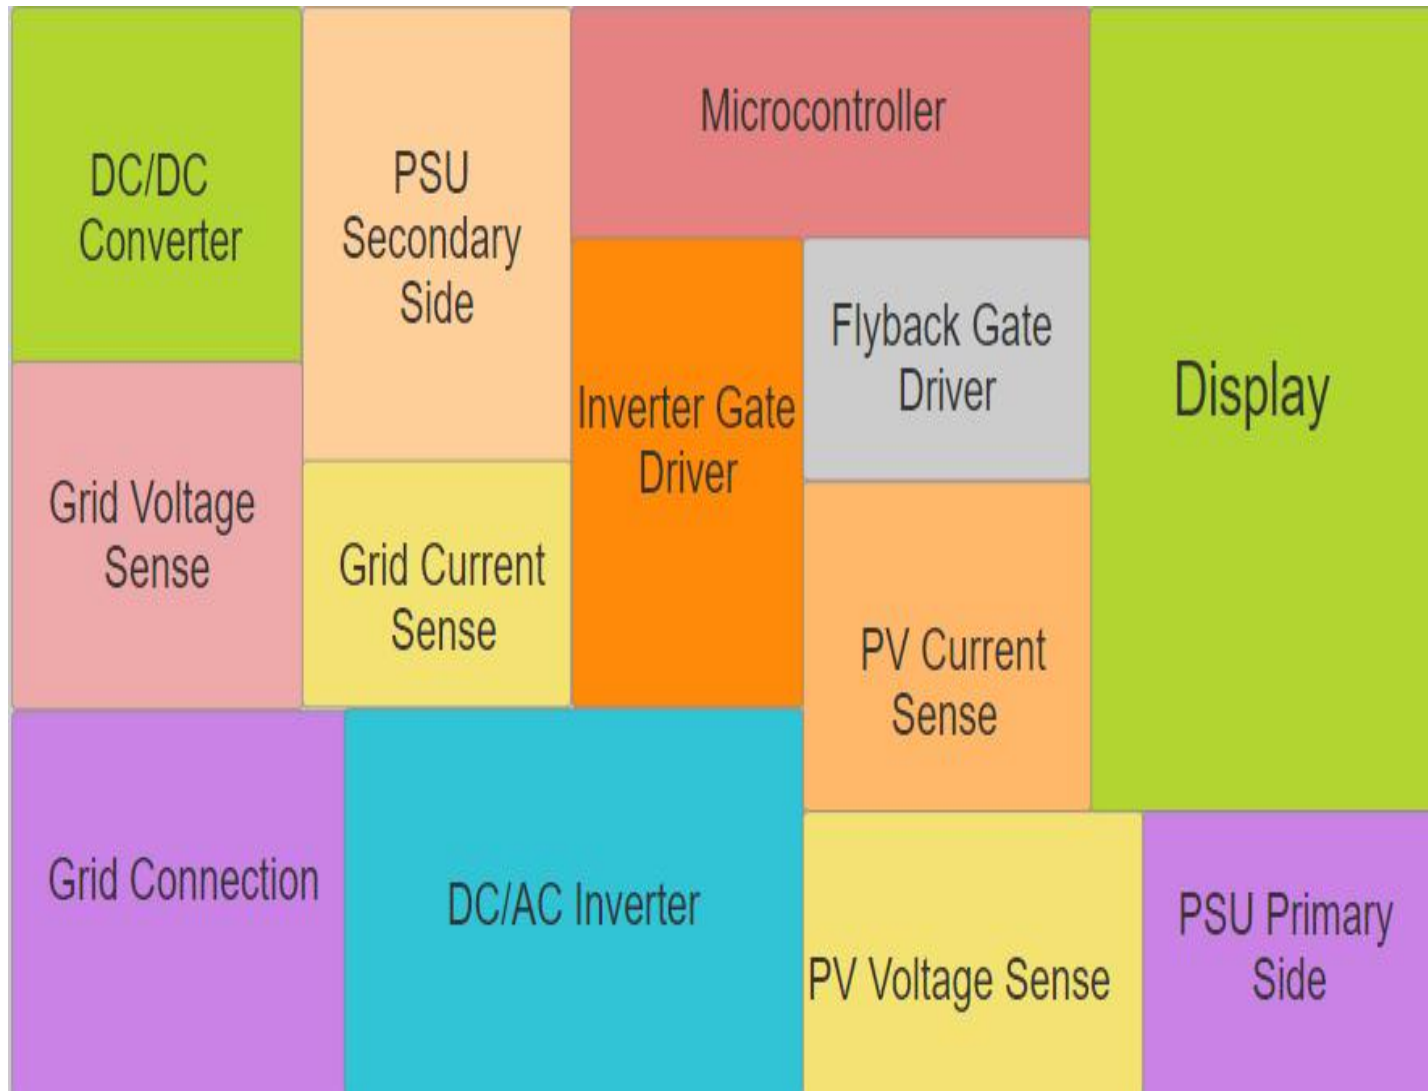 DC/DC
Converter
PSU
Secondary
Side
Microcontroller
Display
Inverter Gate
Driver
Flyback Gate
Driver
Grid Voltage
Sense
Grid Current
Sense
PV Current
Sense
Grid Connection
DC/AC Inverter
PV Voltage Sense
PSU Primary
Side